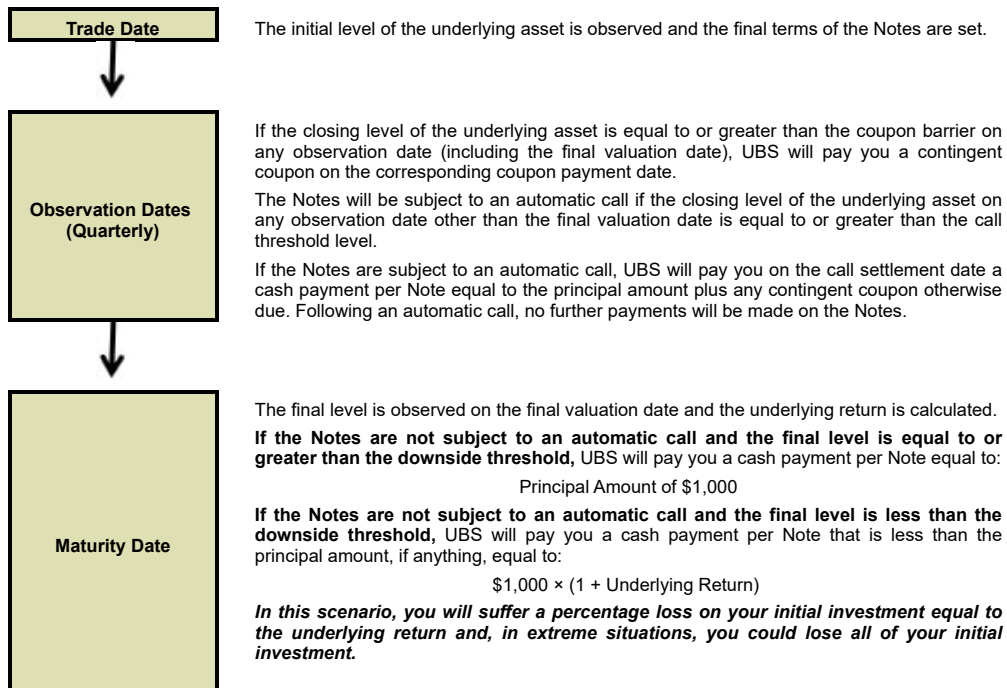 Trade Date
The initial level of the underlying asset is observed and the final terms of the Notes are set.
Observation Dates
(Quarterly)
If the closing level of the underlying asset is equal to or greater than the coupon barrier on
any observation date (including the final valuation date), UBS will pay you a contingent
coupon on the corresponding coupon payment date.
The Notes will be subject to an automatic call if the closing level of the underlying asset on
any observation date other than the final valuation date is equal to or greater than the call
threshold level.
If the Notes are subject to an automatic call, UBS will pay you on the call settlement date a
cash payment per Note equal to the principal amount plus any contingent coupon otherwise
due. Following an automatic call, no further payments will be made on the Notes.
Maturity Date
The final level is observed on the final valuation date and the underlying return is calculated.
If the Notes are not subject to an automatic call and the final level is equal to or
greater than the downside threshold, UBS will pay you a cash payment per Note equal to:
Principal Amount of $1,000
If the Notes are not subject to an automatic call and the final level is less than the
downside threshold, UBS will pay you a cash payment per Note that is less than the
principal amount, if anything, equal to:
$1,000 × (1 + Underlying Return)
In this scenario, you will suffer a percentage loss on your initial investment equal to
the underlying return and, in extreme situations, you could lose all of your initial
investment.